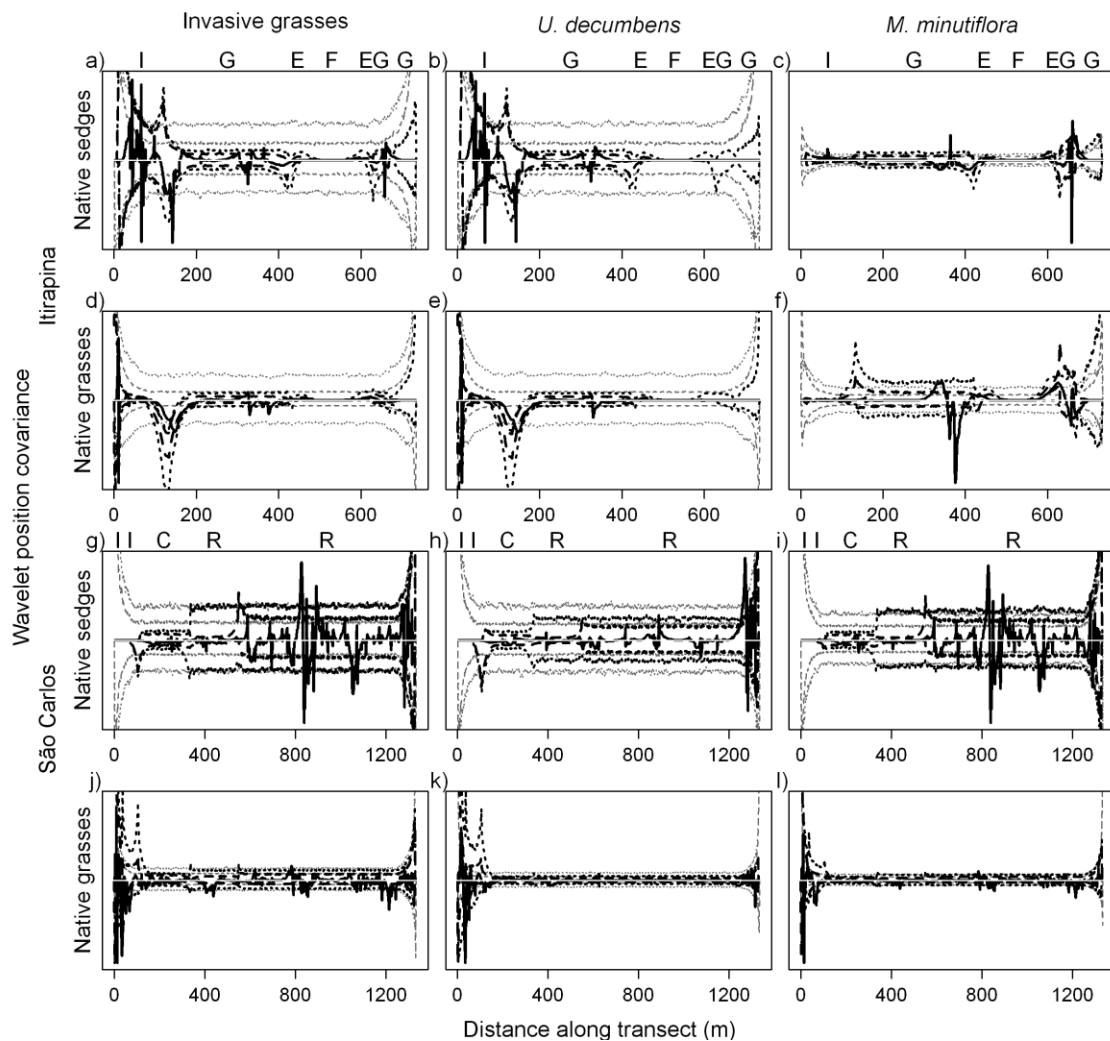 Invasive grasses U. decumbens M. minutiflora
a) I G E F EG G b) I G E F EG G c) I G E F EG G
Native sedges
0 200 400 600 0 200 400 600 0 200 400 600
Itirapina
d) e) f)
Native grasses
0 200 400 600 0 200 400 600 0 200 400 600
Wavelet position covariance
g) I I C R R h) I I C R R i) I I C R R
Native sedges
0 400 800 1200 0 400 800 1200 0 400 800 1200
São Carlos
j) k) l)
Native grasses
0 400 800 1200 0 400 800 1200 0 400 800 1200
Distance along transect (m)